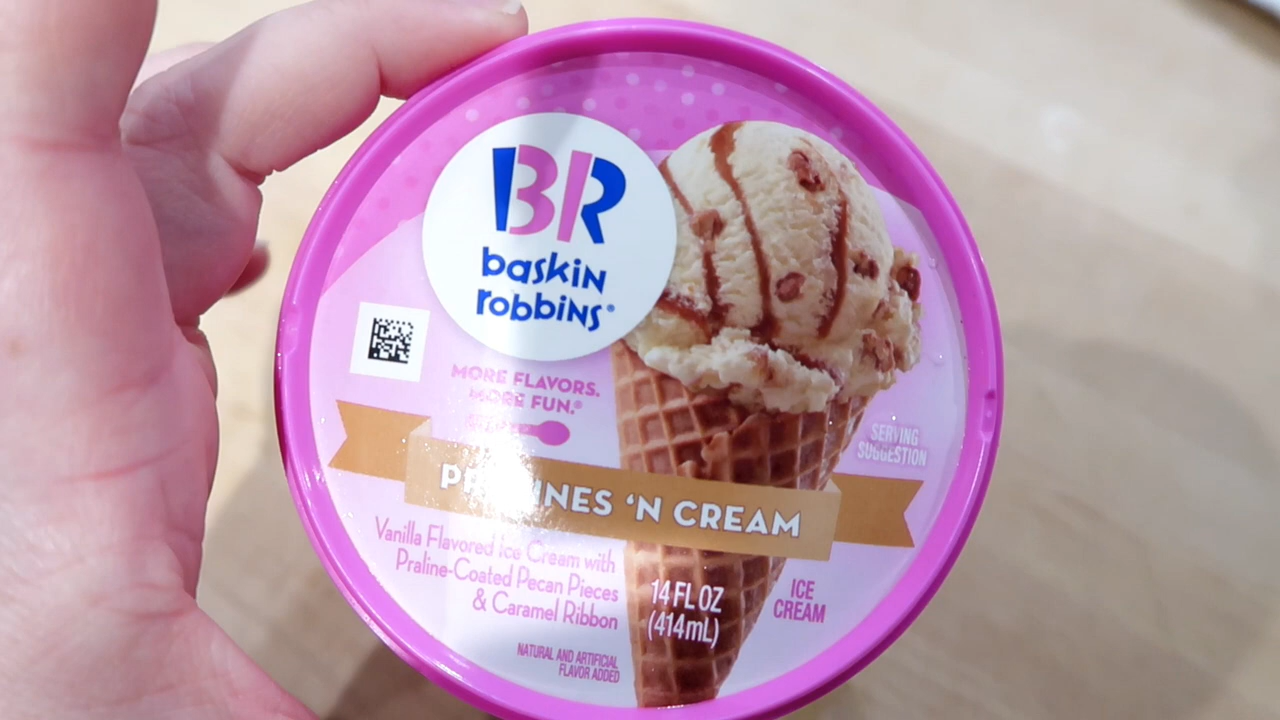 BR
baskin
robbins®
MORE FLAVORS.
MORE FUN.®
PRALINES 'N CREAM
Vanilla Flavored Ice Cream with
Praline-Coated Pecan Pieces
& Caramel Ribbon
NATURAL AND ARTIFICIAL
FLAVOR ADDED
14 FL OZ
(414mL)
ICE
CREAM
SERVING
SUGGESTION